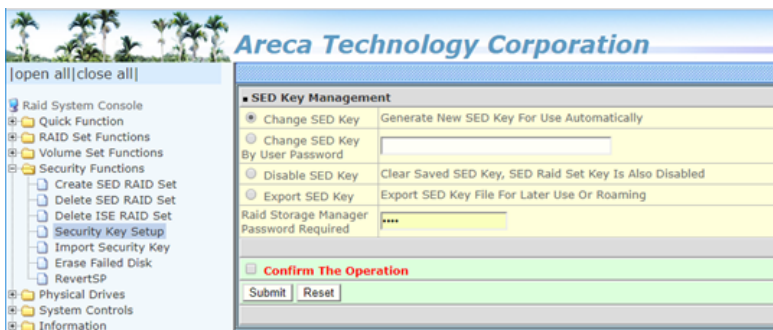 Areca Technology Corporation
|open all|close all|
Raid System Console
Quick Function
RAID Set Functions
Volume Set Functions
Security Functions
Create SED RAID Set
Delete SED RAID Set
Delete ISE RAID Set
Security Key Setup
Import Security Key
Erase Failed Disk
RevertSP
Physical Drives
System Controls
Information
SED Key Management
Change SED Key Generate New SED Key For Use Automatically
Change SED Key
By User Password
Disable SED Key Clear Saved SED Key, SED Raid Set Key Is Also Disabled
Export SED Key Export SED Key File For Later Use Or Roaming
Raid Storage Manager
Password Required ••••
Confirm The Operation
Submit Reset